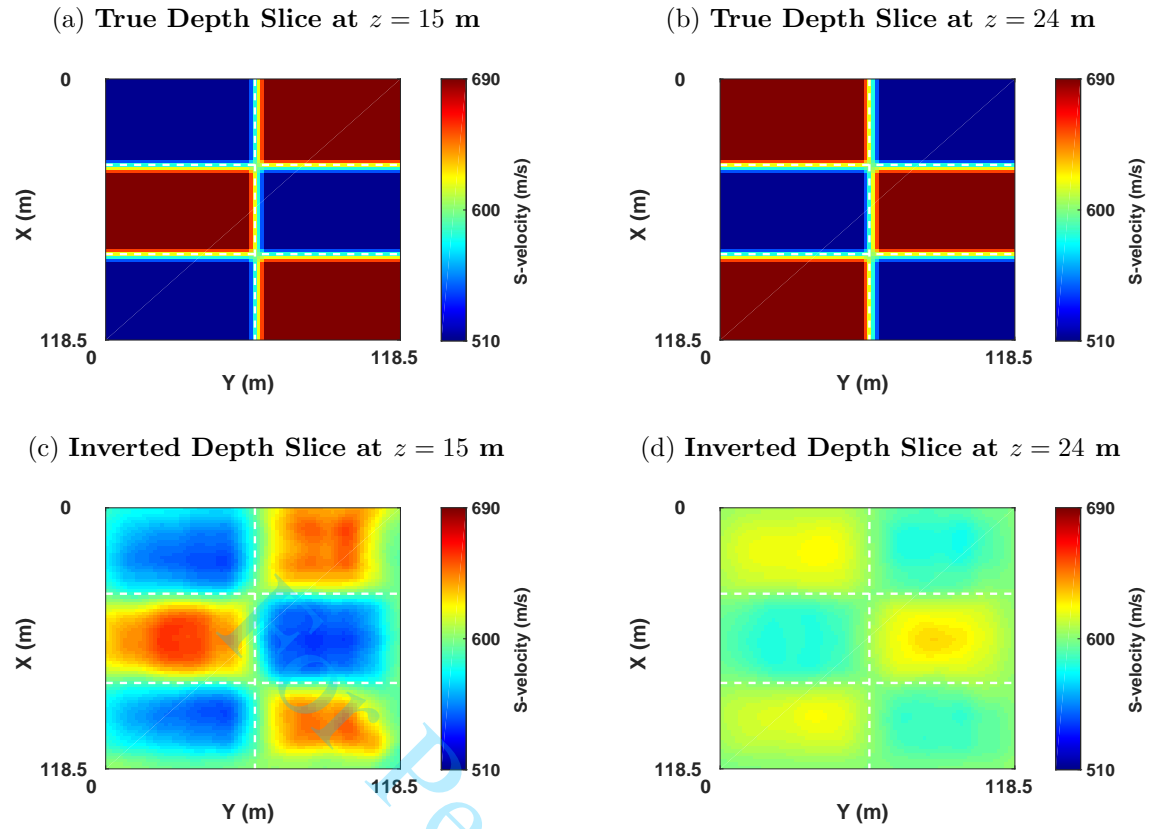 (a) True Depth Slice at z = 15 m
(b) True Depth Slice at z = 24 m
0
X (m)
118.5
0
118.5
Y (m)
690
600
510
S-velocity (m/s)
0
X (m)
118.5
0
118.5
Y (m)
690
600
510
S-velocity (m/s)
(c) Inverted Depth Slice at z = 15 m
(d) Inverted Depth Slice at z = 24 m
0
X (m)
118.5
0
118.5
Y (m)
690
600
510
S-velocity (m/s)
0
X (m)
118.5
0
118.5
Y (m)
690
600
510
S-velocity (m/s)
For Pe